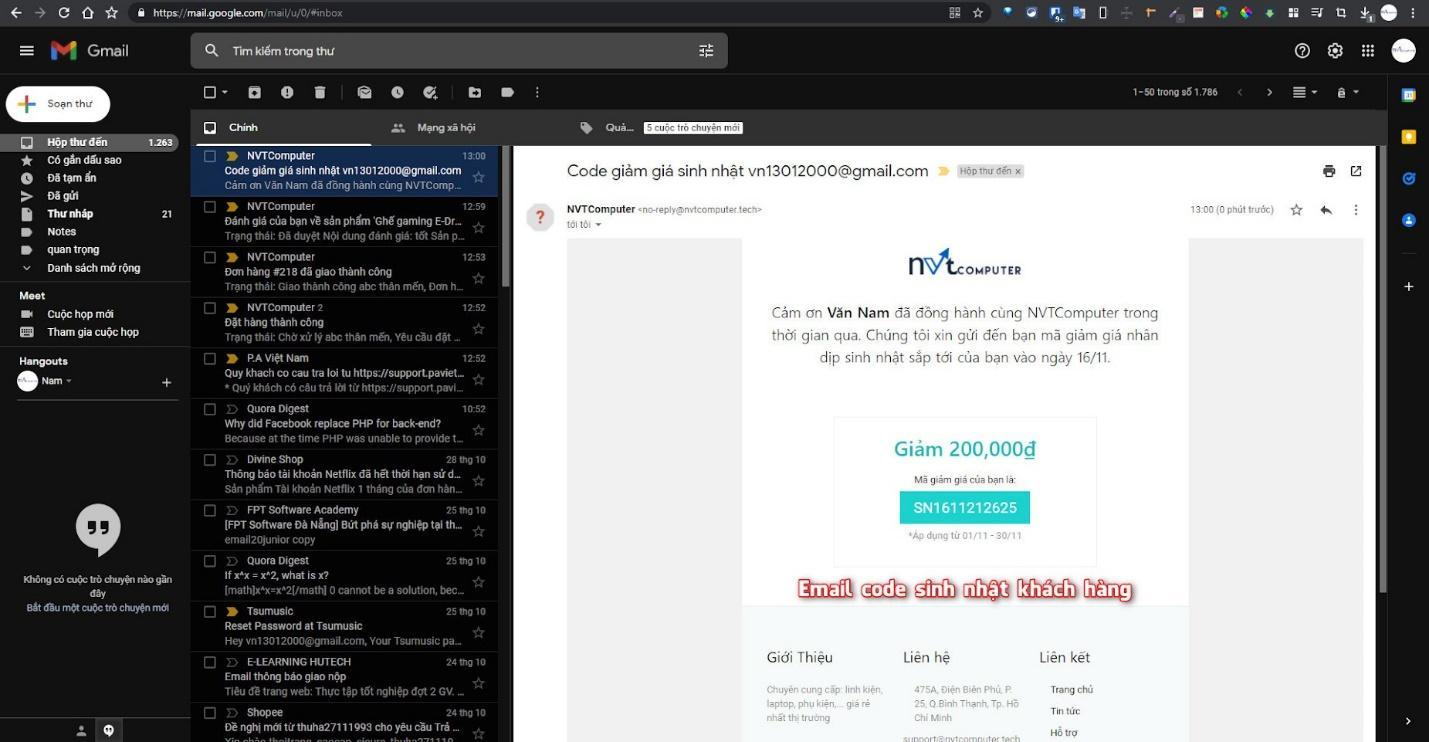 https://mail.google.com/mail/u/0/#inbox
9+
1
Gmail
Tìm kiếm trong thư
Soạn thư
1–50 trong số 1.786
Hộp thư đến 1.263
Có gắn dấu sao
Đã tạm ẩn
Đã gửi
Thư nháp 21
Notes
quan trọng
Danh sách mở rộng
Meet
Cuộc họp mới
Tham gia cuộc họp
Hangouts
Nam
Không có cuộc trò chuyện nào gần
đây
Bắt đầu một cuộc trò chuyện mới
Chính
Mạng xã hội
Quả... 5 cuộc trò chuyện mới
NVTComputer 13:00
Code giảm giá sinh nhật vn13012000@gmail.com
Cảm ơn Văn Nam đã đồng hành cùng NVTComp...
NVTComputer 12:59
Đánh giá của bạn về sản phẩm 'Ghế gaming E-Dr...
Trạng thái: Đã duyệt Nội dung đánh giá: tốt Sản p...
NVTComputer 12:53
Đơn hàng #218 đã giao thành công
Trạng thái: Giao thành công abc thân mến, Đơn h...
NVTComputer 2 12:52
Đặt hàng thành công
Trạng thái: Chờ xử lý abc thân mến, Yêu cầu đặt ...
P.A Việt Nam 12:52
Quy khach co cau tra loi tu https://support.paviet...
* Quý khách có câu trả lời từ https://support.pavi...
Quora Digest 10:52
Why did Facebook replace PHP for back-end?
Because at the time PHP was unable to provide t...
Divine Shop 28 thg 10
Thông báo tài khoản Netflix đã hết thời hạn sử d...
Sản phẩm Tài khoản Netflix 1 tháng của đơn hàn...
FPT Software Academy 25 thg 10
[FPT Software Đà Nẵng] Bứt phá sự nghiệp tại th...
email20junior copy
Quora Digest 25 thg 10
If x^x = x^2, what is x?
[math]x^x=x^2[/math] 0 cannot be a solution, bec...
Tsumusic 25 thg 10
Reset Password at Tsumusic
Hey vn13012000@gmail.com, Your Tsumusic pa...
E-LEARNING HUTECH 24 thg 10
Email thông báo giao nộp
Tiêu đề trang web: Thực tập tốt nghiệp đợt 2 GV. ...
Shopee 24 thg 10
Đề nghị mới từ thuha27111993 cho yêu cầu Trả ...
Code giảm giá sinh nhật vn13012000@gmail.com Hộp thư đến ×
NVTComputer <no-reply@nvtcomputer.tech> 13:00 (0 phút trước)
tới tôi
?
nvtCOMPUTER
Cảm ơn Văn Nam đã đồng hành cùng NVTComputer trong
thời gian qua. Chúng tôi xin gửi đến bạn mã giảm giá nhân
dịp sinh nhật sắp tới của bạn vào ngày 16/11.
Giảm 200,000₫
Mã giảm giá của bạn là:
SN1611212625
*Áp dụng từ 01/11 - 30/11
Email code sinh nhật khách hàng
Giới Thiệu
Chuyên cung cấp: linh kiện,
laptop, phụ kiện,... giá rẻ
nhất thị trường
Liên hệ
475A, Điện Biên Phủ, P.
25, Q.Bình Thạnh, Tp. Hồ
Chí Minh
support@nvtcomputer.tech
Liên kết
Trang chủ
Tin tức
Hỗ trợ